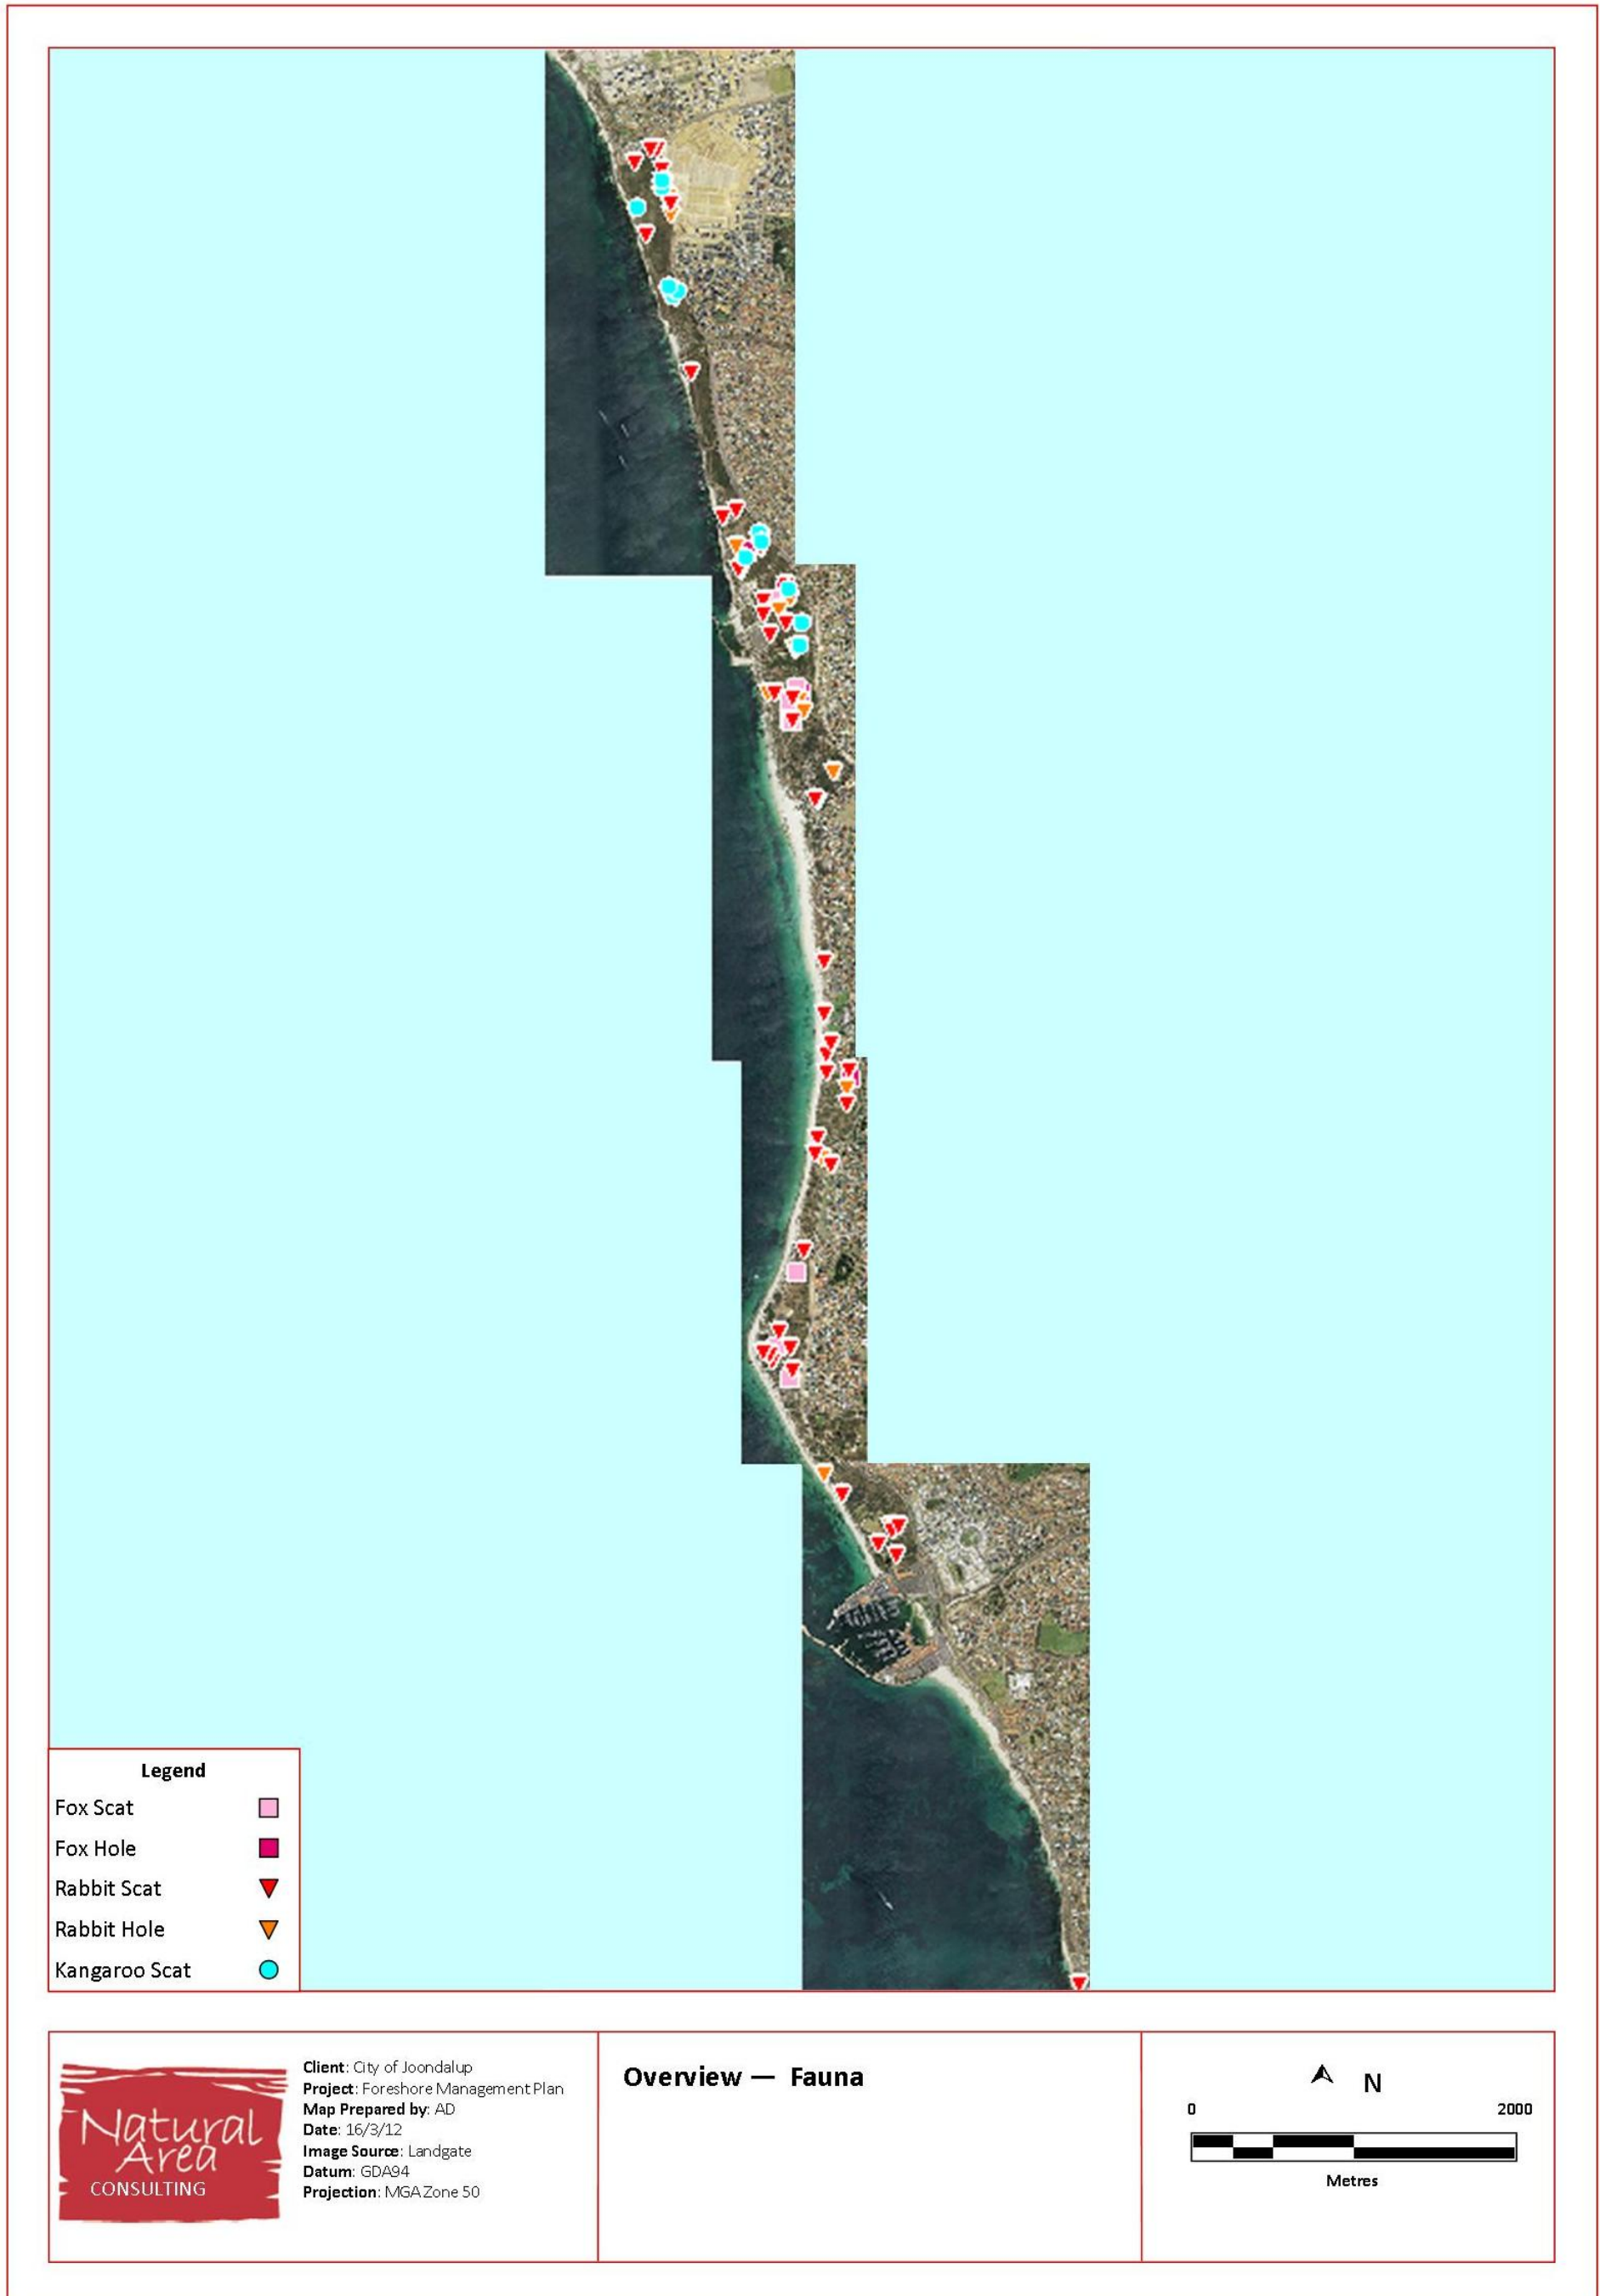 Legend
Fox Scat
Fox Hole
Rabbit Scat
Rabbit Hole
Kangaroo Scat
Natural
Area
CONSULTING
Client: City of Joondalup
Project: Foreshore Management Plan
Map Prepared by: AD
Date: 16/3/12
Image Source: Landgate
Datum: GDA94
Projection: MGA Zone 50
Overview — Fauna
N
0 2000
Metres